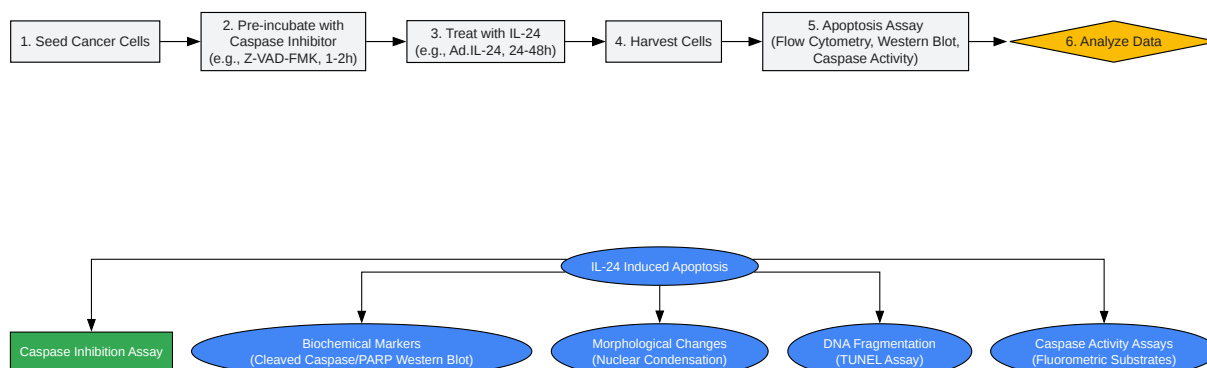 1. Seed Cancer Cells
2. Pre-incubate with
Caspase Inhibitor
(e.g., Z-VAD-FMK, 1-2h)
3. Treat with IL-24
(e.g., Ad.IL-24, 24-48h)
4. Harvest Cells
5. Apoptosis Assay
(Flow Cytometry, Western Blot,
Caspase Activity)
6. Analyze Data
IL-24 Induced Apoptosis
Caspase Inhibition Assay
Biochemical Markers
(Cleaved Caspase/PARP Western Blot)
Morphological Changes
(Nuclear Condensation)
DNA Fragmentation
(TUNEL Assay)
Caspase Activity Assays
(Fluorometric Substrates)